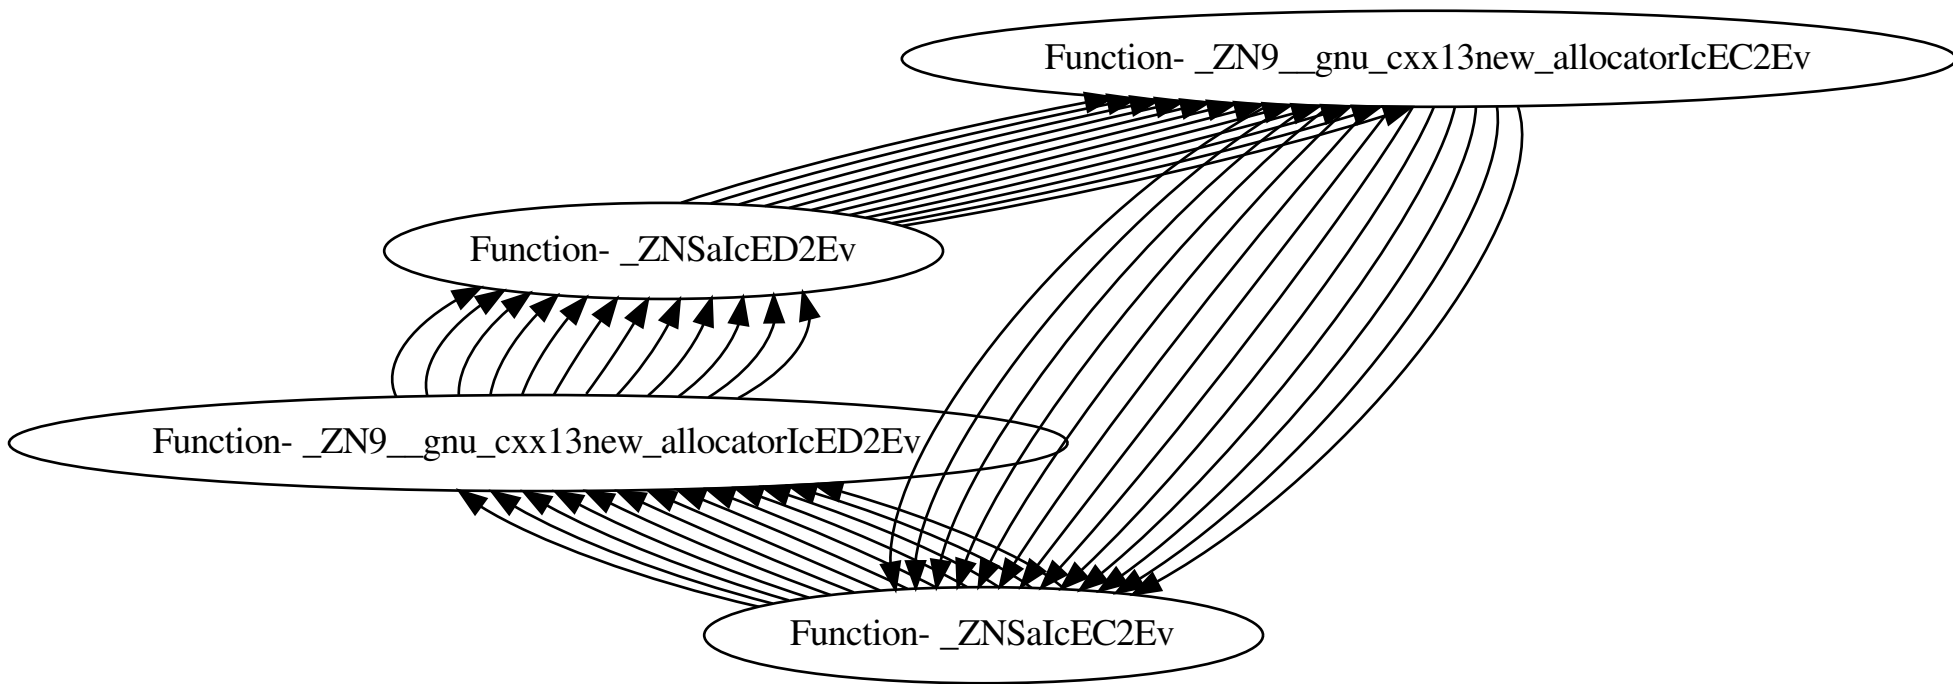 Function- _ZN9__gnu_cxx13new_allocatorIcEC2Ev
Function- _ZNSaIcED2Ev
Function- _ZN9__gnu_cxx13new_allocatorIcED2Ev
Function- _ZNSaIcEC2Ev